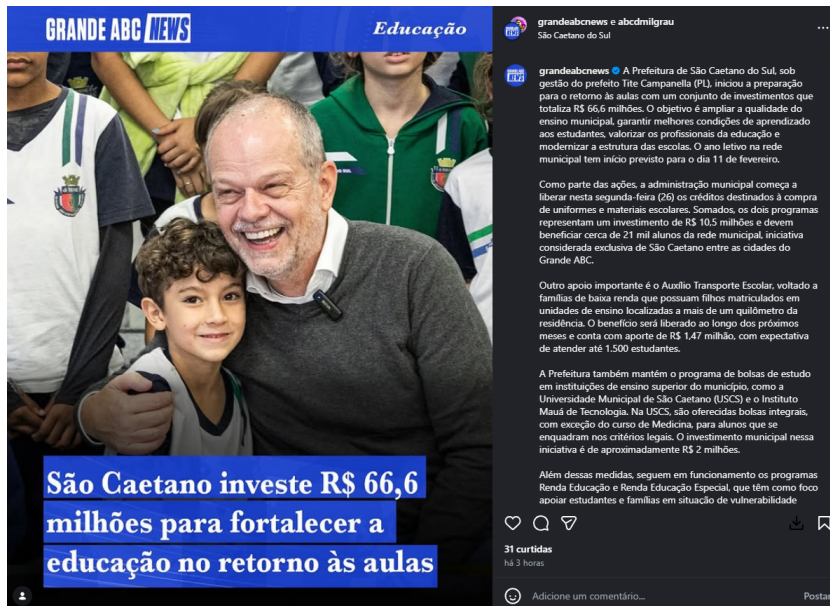 GRANDE ABC NEWS
Educação
São Caetano investe R$ 66,6
milhões para fortalecer a
educação no retorno às aulas
grandeabcnews e abcdmilgrau
São Caetano do Sul
grandeabcnews A Prefeitura de São Caetano do Sul, sob
gestão do prefeito Tite Campanella (PL), iniciou a preparação
para o retorno às aulas com um conjunto de investimentos que
totaliza R$ 66,6 milhões. O objetivo é ampliar a qualidade do
ensino municipal, garantir melhores condições de aprendizado
aos estudantes, valorizar os profissionais da educação e
modernizar a estrutura das escolas. O ano letivo na rede
municipal tem início previsto para o dia 11 de fevereiro.
Como parte das ações, a administração municipal começa a
liberar nesta segunda-feira (26) os créditos destinados à compra
de uniformes e materiais escolares. Somados, os dois programas
representam um investimento de R$ 10,5 milhões e devem
beneficiar cerca de 21 mil alunos da rede municipal, iniciativa
considerada exclusiva de São Caetano entre as cidades do
Grande ABC.
Outro apoio importante é o Auxílio Transporte Escolar, voltado a
famílias de baixa renda que possuam filhos matriculados em
unidades de ensino localizadas a mais de um quilômetro da
residência. O benefício será liberado ao longo dos próximos
meses e conta com aporte de R$ 1,47 milhão, com expectativa
de atender até 1.500 estudantes.
A Prefeitura também mantém o programa de bolsas de estudo
em instituições de ensino superior do município, como a
Universidade Municipal de São Caetano (USCS) e o Instituto
Mauá de Tecnologia. Na USCS, são oferecidas bolsas integrais,
com exceção do curso de Medicina, para alunos que se
enquadram nos critérios legais. O investimento municipal nessa
iniciativa é de aproximadamente R$ 2 milhões.
Além dessas medidas, seguem em funcionamento os programas
Renda Educação e Renda Educação Especial, que têm como foco
apoiar estudantes e famílias em situação de vulnerabilidade
31 curtidas
há 3 horas
Adicione um comentário...
Postar